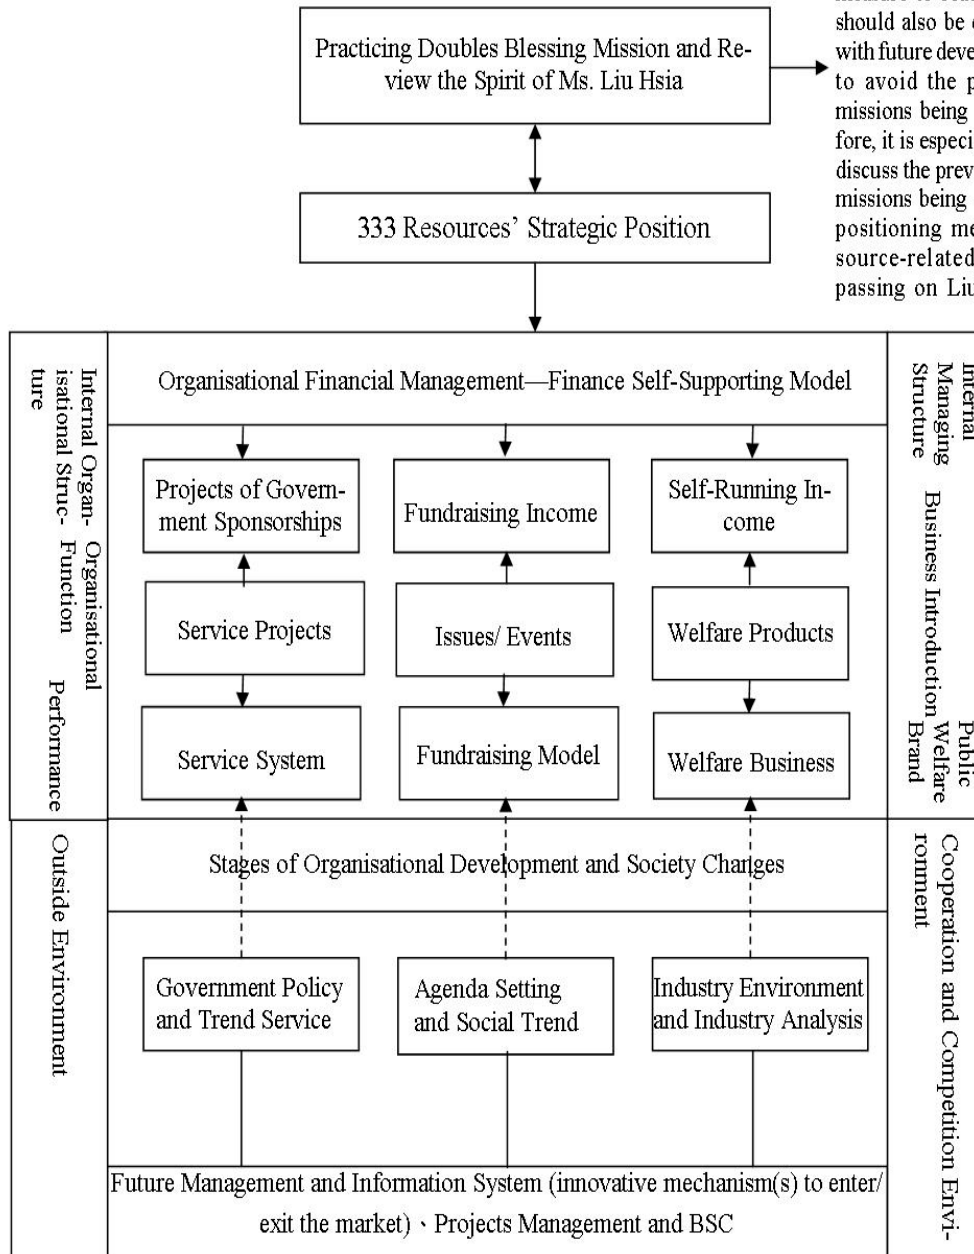 Practicing Doubles Blessing Mission and Re-
view the Spirit of Ms. Liu Hsia
should also be
with future deve
to avoid the p
missions being
fore, it is especi
discuss the prev
missions being
positioning me
source-related
passing on Liu
333 Resources' Strategic Position
Internal Organ-
isational Struc-
ture
Organisational
Function
Performance
Organisational Financial Management—Finance Self-Supporting Model
Projects of Govern-
ment Sponsorships
Fundraising Income
Self-Running In-
come
Service Projects
Issues/ Events
Welfare Products
Service System
Fundraising Model
Welfare Business
Internal
Managing
Structure
Business Introduction
Public
Welfare
Brand
Outside Environment
Stages of Organisational Development and Society Changes
Government Policy
and Trend Service
Agenda Setting
and Social Trend
Industry Environment
and Industry Analysis
Cooperation and Competition Envi-
ronment
Future Management and Information System (innovative mechanism(s) to enter/
exit the market)、Projects Management and BSC